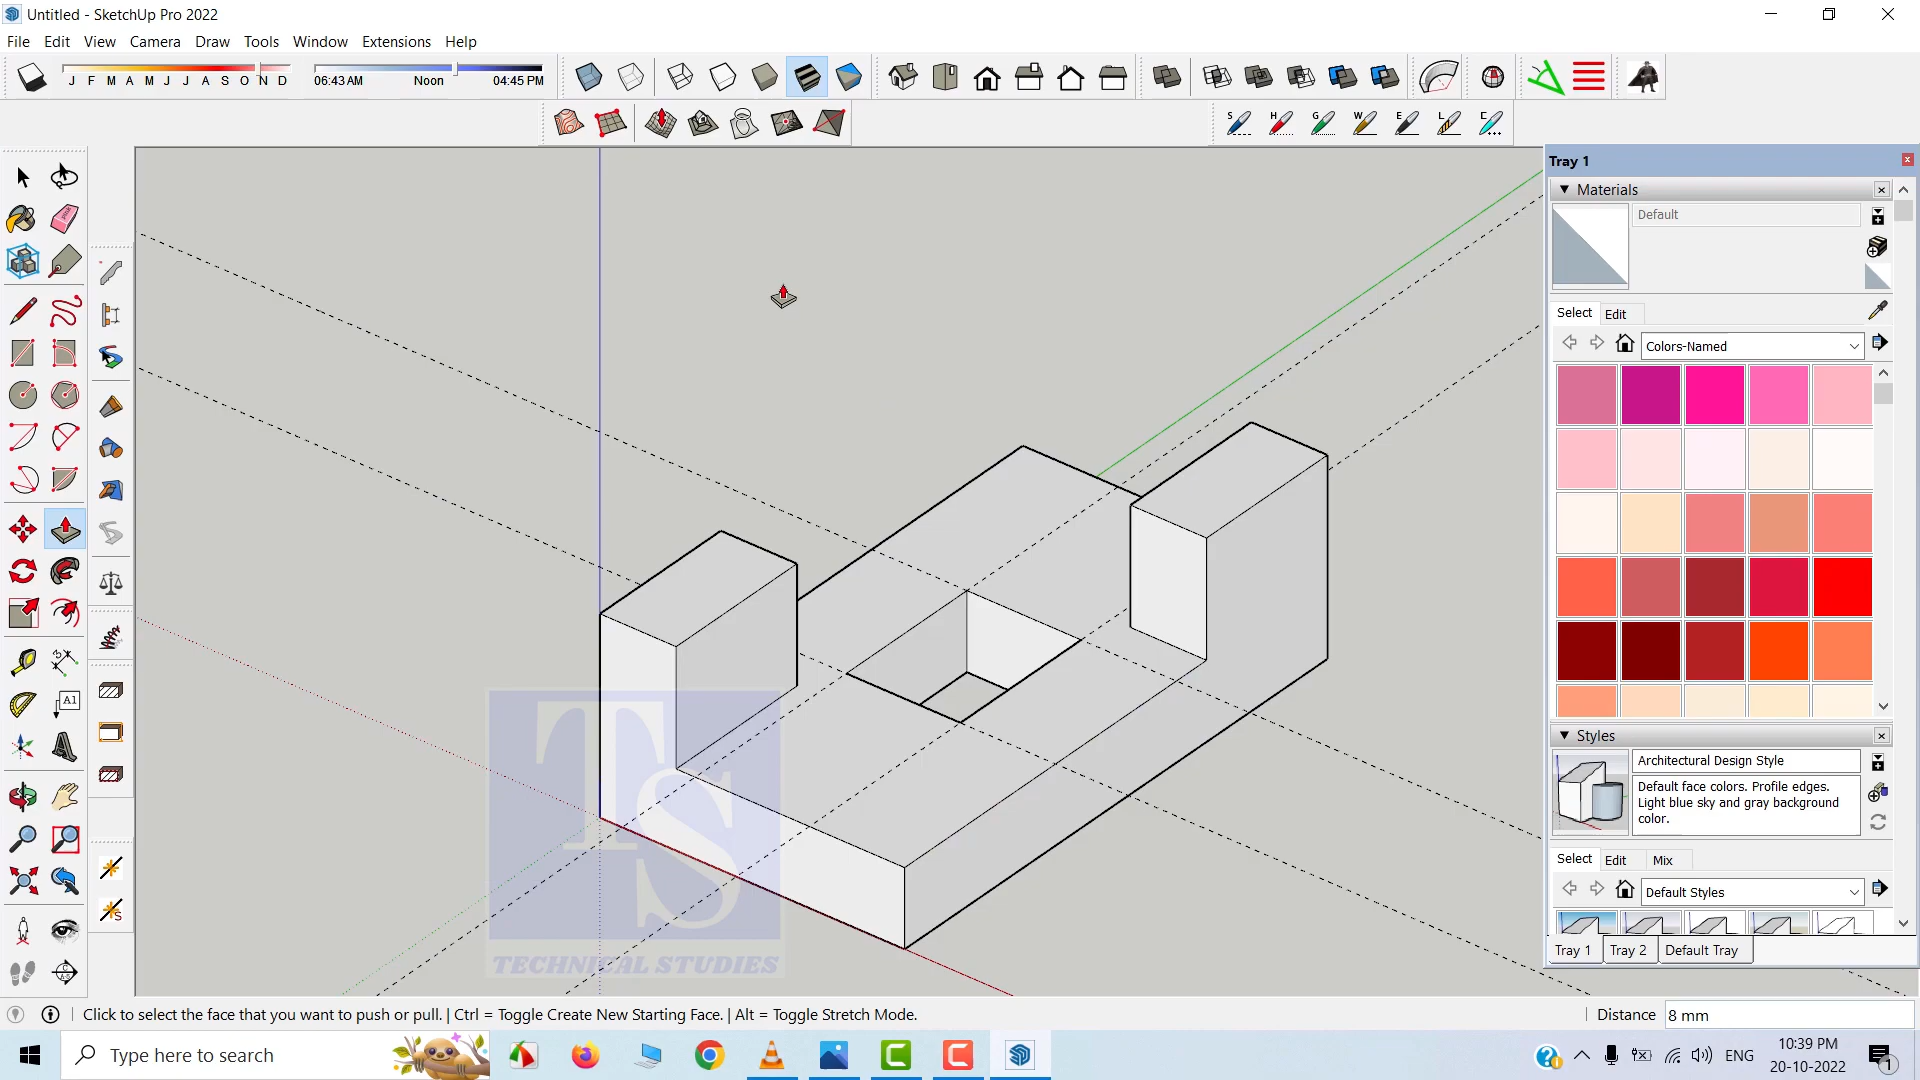 Untitled - SketchUp Pro 2022
File Edit View Camera Draw Tools Window Extensions Help
J F M A M J J A S O N D
06:43 AM Noon 04:45 PM
S H G W E L C
Tray 1
Materials
Default
Select Edit
Colors-Named
A1
Styles
Architectural Design Style
Default face colors. Profile edges.
Light blue sky and gray background
color.
Select Edit Mix
Default Styles
Tray 1 Tray 2 Default Tray
TS
TECHNICAL STUDIES
Click to select the face that you want to push or pull. | Ctrl = Toggle Create New Starting Face. | Alt = Toggle Stretch Mode.
Distance 8 mm
Type here to search
ENG
10:39 PM
20-10-2022
1